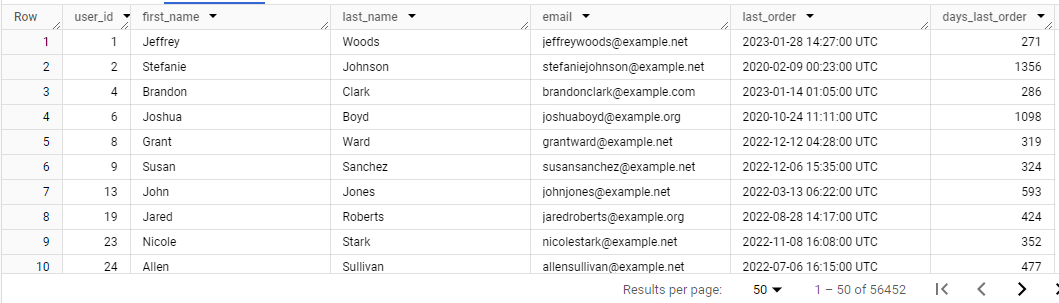 Row user_id first_name last_name email last_order days_last_order
1 1 Jeffrey Woods jeffreywoods@example.net 2023-01-28 14:27:00 UTC 271
2 2 Stefanie Johnson stefaniejohnson@example.net 2020-02-09 00:23:00 UTC 1356
3 4 Brandon Clark brandonclark@example.com 2023-01-14 01:05:00 UTC 286
4 6 Joshua Boyd joshuaboyd@example.org 2020-10-24 11:11:00 UTC 1098
5 8 Grant Ward grantward@example.net 2022-12-12 04:28:00 UTC 319
6 9 Susan Sanchez susansanchez@example.net 2022-12-06 15:35:00 UTC 324
7 13 John Jones johnjones@example.net 2022-03-13 06:22:00 UTC 593
8 19 Jared Roberts jaredroberts@example.org 2022-08-28 14:17:00 UTC 424
9 23 Nicole Stark nicolestark@example.net 2022-11-08 16:08:00 UTC 352
10 24 Allen Sullivan allensullivan@example.net 2022-07-06 16:15:00 UTC 477
Results per page: 50 1 – 50 of 56452